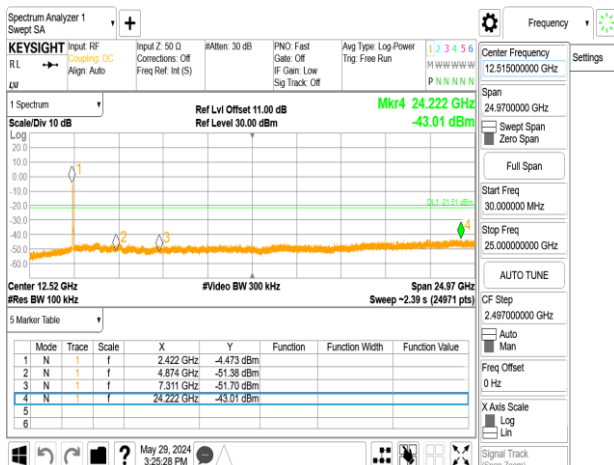 Spectrum Analyzer 1
Swept SA
Frequency
KEYSIGHT
RL
Input: RF
Coupling: DC
Align: Auto
Input Z: 50 Ω
Corrections: Off
Freq Ref: Int (S)
#Atten: 30 dB
PNO: Fast
Gate: Off
IF Gain: Low
Sig Track: Off
Avg Type: Log-Power
Trig: Free Run
1 2 3 4 5 6
M W W W W W
P N N N N N
LXI
1 Spectrum
Scale/Div 10 dB
Ref Lvl Offset 11.00 dB
Ref Level 30.00 dBm
Mkr4 24.222 GHz
-43.01 dBm
Log
20.0
10.0
0.00
-10.0
-20.0
-30.0
-40.0
-50.0
-60.0
1
2
3
4
DL1 -21.51 dBm
Center 12.52 GHz
#Res BW 100 kHz
#Video BW 300 kHz
Span 24.97 GHz
Sweep ~2.39 s (24971 pts)
5 Marker Table
Mode Trace Scale X Y Function Function Width Function Value
1 N 1 f 2.422 GHz -4.473 dBm
2 N 1 f 4.874 GHz -51.38 dBm
3 N 1 f 7.311 GHz -51.70 dBm
4 N 1 f 24.222 GHz -43.01 dBm
5
6
May 29, 2024
3:25:28 PM
?
Center Frequency
12.515000000 GHz
Settings
Span
24.9700000 GHz
Swept Span
Zero Span
Full Span
Start Freq
30.000000 MHz
Stop Freq
25.000000000 GHz
AUTO TUNE
CF Step
2.497000000 GHz
Auto
Man
Freq Offset
0 Hz
X Axis Scale
Log
Lin
Signal Track
(Span Zoom)